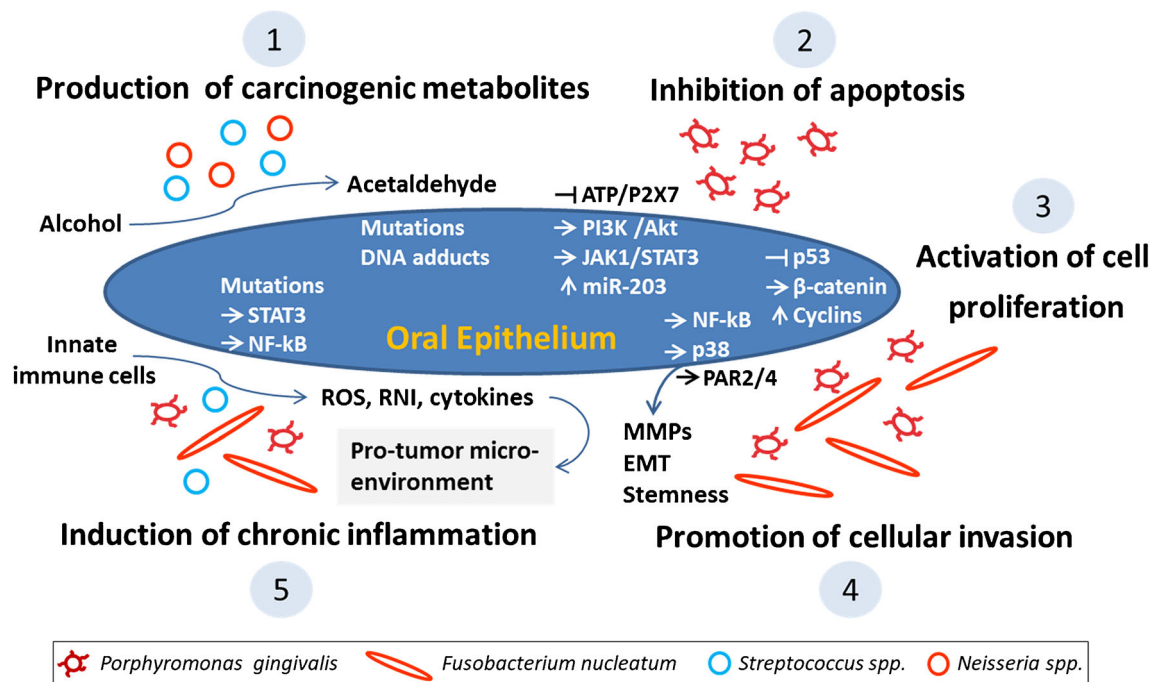 1
Production of carcinogenic metabolites
2
Inhibition of apoptosis
Alcohol
Acetaldehyde
Mutations
DNA adducts
⊣ ATP/P2X7
→ PI3K /Akt
→ JAK1/STAT3
↑ miR-203
3
Activation of cell
proliferation
⊣ p53
→ β-catenin
↑ Cyclins
Mutations
→ STAT3
→ NF-kB
Oral Epithelium
→ NF-kB
→ p38
→ PAR2/4
Innate
immune cells
ROS, RNI, cytokines
Pro-tumor micro-
environment
MMPs
EMT
Stemness
Induction of chronic inflammation
5
Promotion of cellular invasion
4
Porphyromonas gingivalis
Fusobacterium nucleatum
Streptococcus spp.
Neisseria spp.